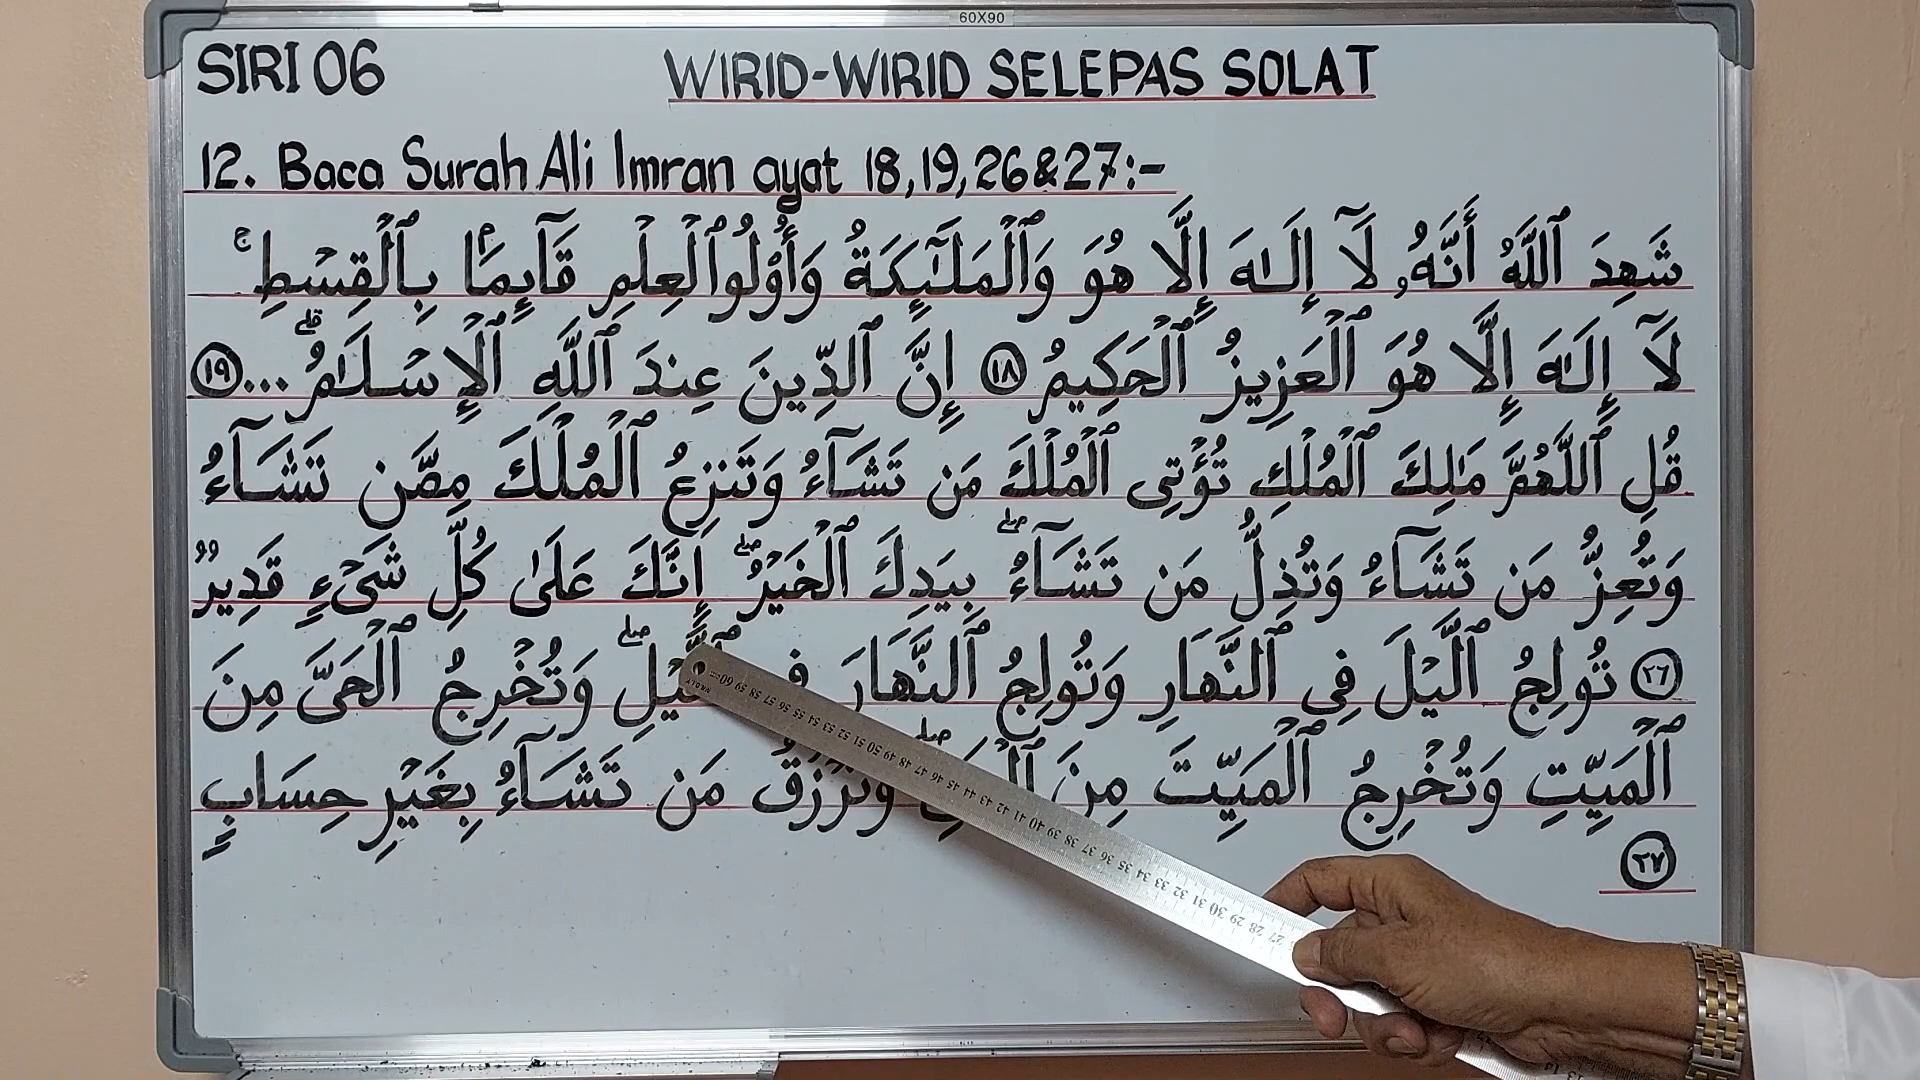 60X90
SIRI 06 WIRID-WIRID SELEPAS SOLAT
12. Baca Surah Ali Imran ayat 18,19,26&27:-
شَهِدَ ٱللَّهُ أَنَّهُۥ لَآ إِلَـٰهَ إِلَّا هُوَ وَٱلْمَلَـٰٓئِكَةُ وَأُو۟لُوا۟ ٱلْعِلْمِ قَآئِمًۢا بِٱلْقِسْطِ ۚ
لَآ إِلَـٰهَ إِلَّا هُوَ ٱلْعَزِيزُ ٱلْحَكِيمُ ١٨ إِنَّ ٱلدِّينَ عِندَ ٱللَّهِ ٱلْإِسْلَـٰمُ ۗ ... ١٩
قُلِ ٱللَّهُمَّ مَـٰلِكَ ٱلْمُلْكِ تُؤْتِى ٱلْمُلْكَ مَن تَشَآءُ وَتَنزِعُ ٱلْمُلْكَ مِمَّن تَشَآءُ
وَتُعِزُّ مَن تَشَآءُ وَتُذِلُّ مَن تَشَآءُ ۖ بِيَدِكَ ٱلْخَيْرُ ۖ إِنَّكَ عَلَىٰ كُلِّ شَىْءٍ قَدِيرٌ
٢٦ تُولِجُ ٱلَّيْلَ فِى ٱلنَّهَارِ وَتُولِجُ ٱلنَّهَارَ فِى ٱلَّيْلِ ۖ وَتُخْرِجُ ٱلْحَىَّ مِنَ
ٱلْمَيِّتِ وَتُخْرِجُ ٱلْمَيِّتَ مِنَ ٱلْحَىِّ ۖ وَتَرْزُقُ مَن تَشَآءُ بِغَيْرِ حِسَابٍ
٢٧